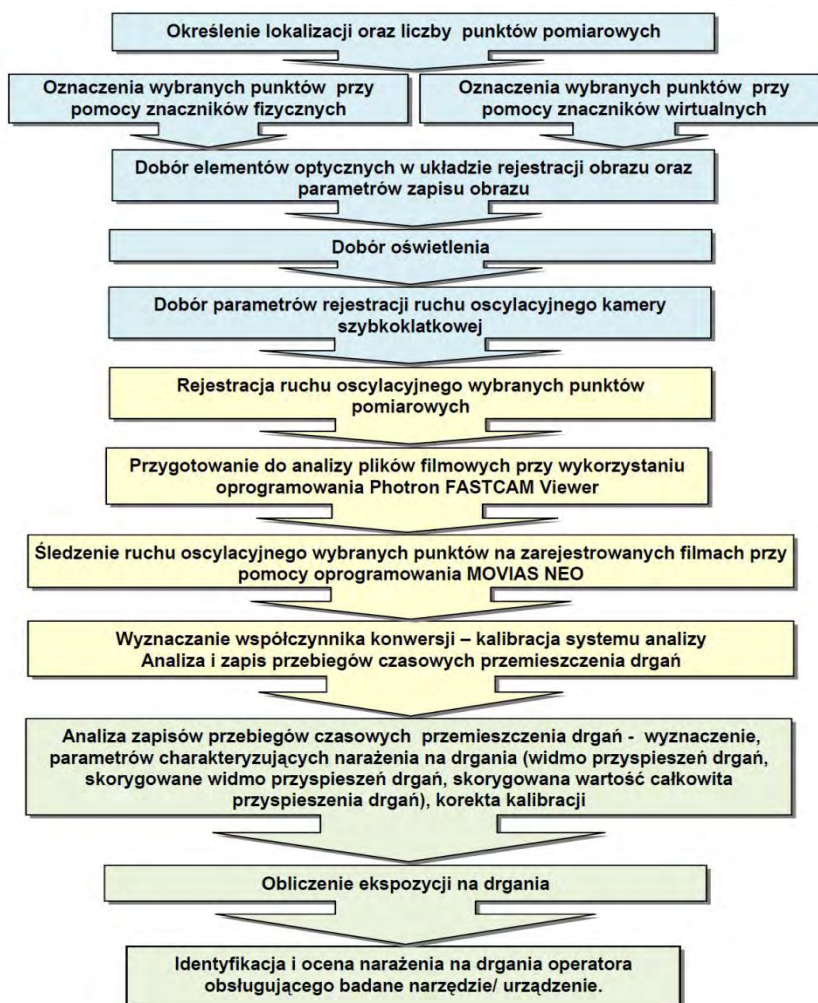 Określenie lokalizacji oraz liczby punktów pomiarowych
Oznaczenia wybranych punktów przy
pomocy znaczników fizycznych
Oznaczenia wybranych punktów przy
pomocy znaczników wirtualnych
Dobór elementów optycznych w układzie rejestracji obrazu oraz
parametrów zapisu obrazu
Dobór oświetlenia
Dobór parametrów rejestracji ruchu oscylacyjnego kamery
szybkoklatkowej
Rejestracja ruchu oscylacyjnego wybranych punktów
pomiarowych
Przygotowanie do analizy plików filmowych przy wykorzystaniu
oprogramowania Photron FASTCAM Viewer
Śledzenie ruchu oscylacyjnego wybranych punktów na zarejestrowanych filmach przy
pomocy oprogramowania MOVIAS NEO
Wyznaczanie współczynnika konwersji – kalibracja systemu analizy
Analiza i zapis przebiegów czasowych przemieszczenia drgań
Analiza zapisów przebiegów czasowych przemieszczenia drgań - wyznaczenie,
parametrów charakteryzujących narażenia na drgania (widmo przyspieszeń drgań,
skorygowane widmo przyspieszeń drgań, skorygowana wartość całkowita
przyspieszenia drgań), korekta kalibracji
Obliczenie ekspozycji na drgania
Identyfikacja i ocena narażenia na drgania operatora
obsługującego badane narzędzie/ urządzenie.